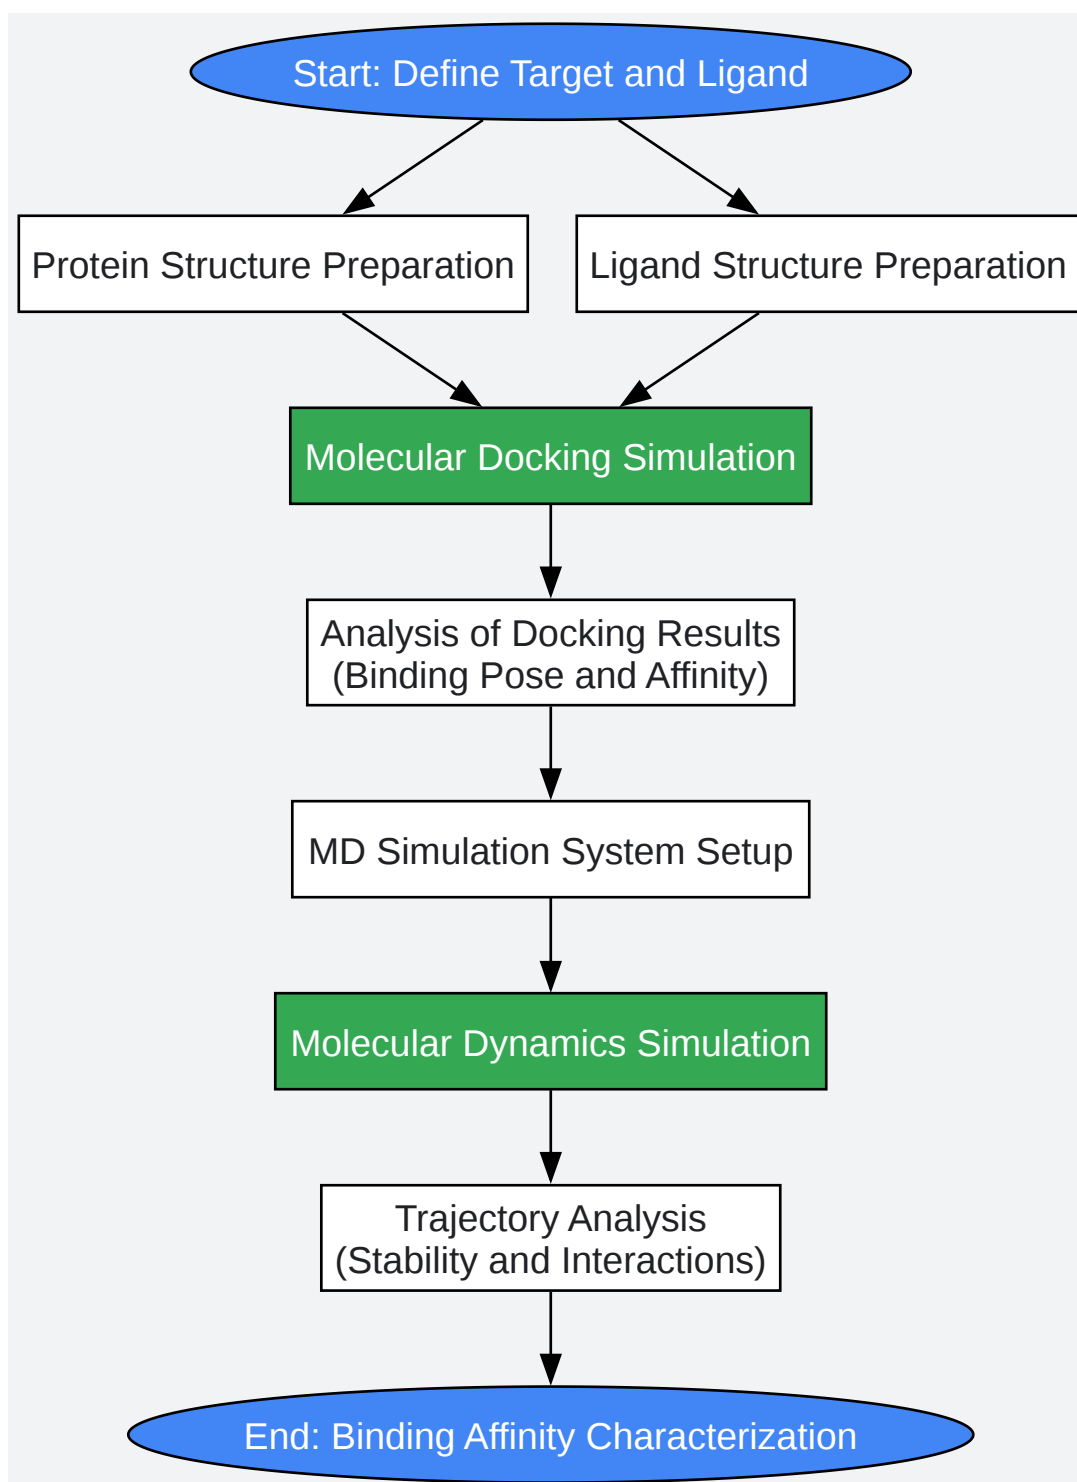 Start: Define Target and Ligand
Protein Structure Preparation
Ligand Structure Preparation
Molecular Docking Simulation
Analysis of Docking Results
(Binding Pose and Affinity)
MD Simulation System Setup
Molecular Dynamics Simulation
Trajectory Analysis
(Stability and Interactions)
End: Binding Affinity Characterization